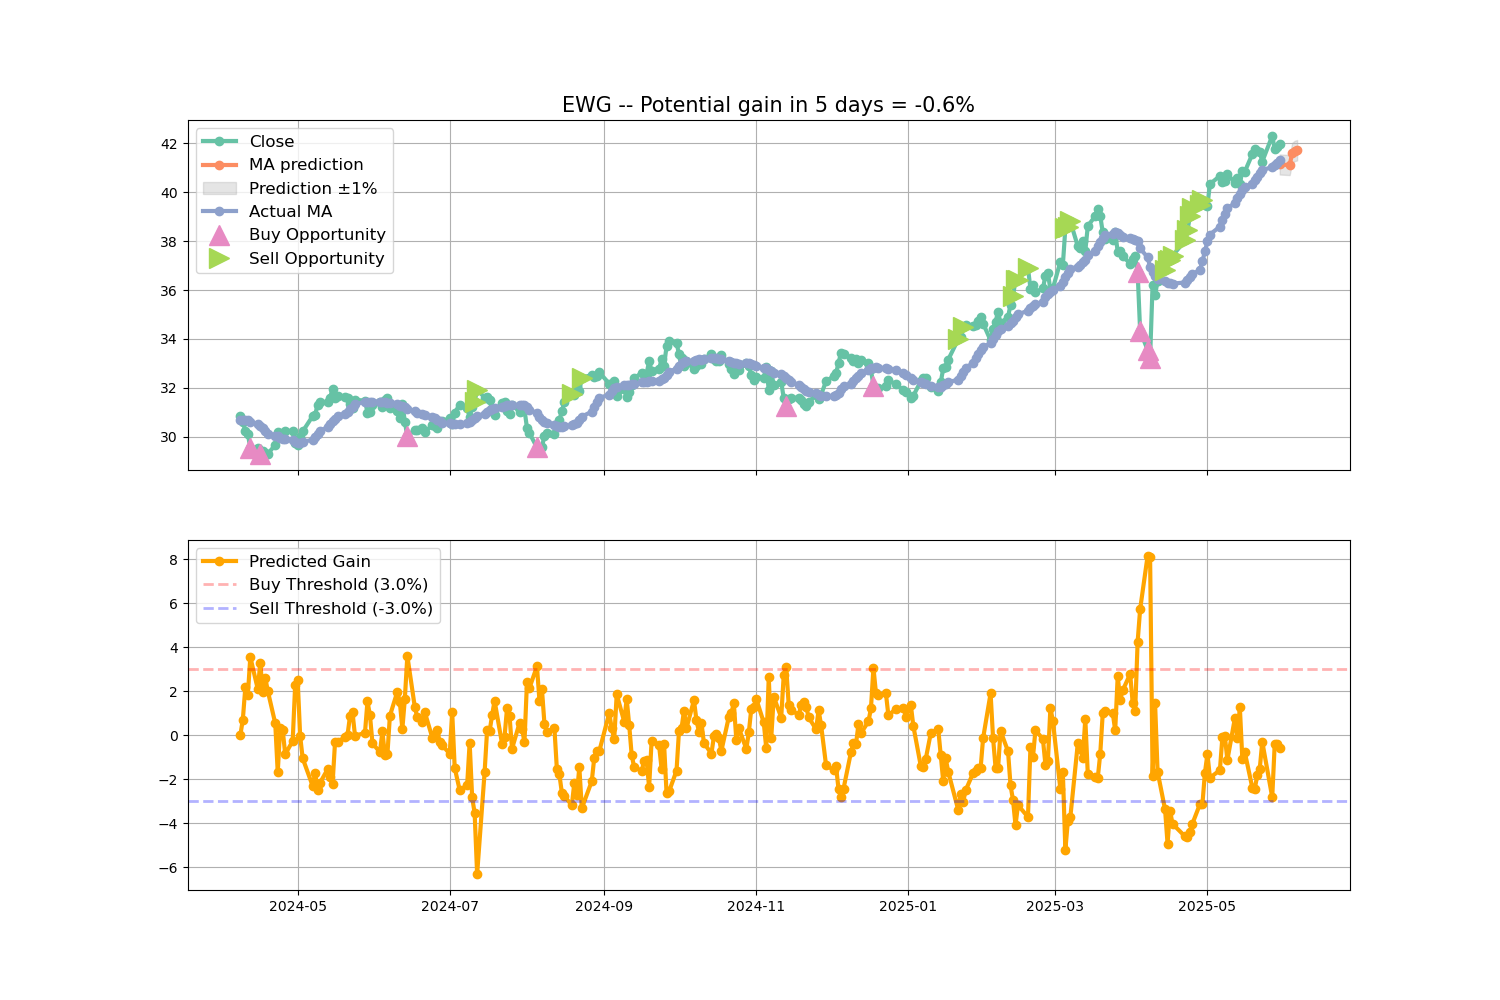 EWG -- Potential gain in 5 days = -0.6%
Close
MA prediction
Prediction ±1%
Actual MA
Buy Opportunity
Sell Opportunity
42
40
38
36
34
32
30
Predicted Gain
Buy Threshold (3.0%)
Sell Threshold (-3.0%)
8
6
4
2
0
−2
−4
−6
2024-05 2024-07 2024-09 2024-11 2025-01 2025-03 2025-05